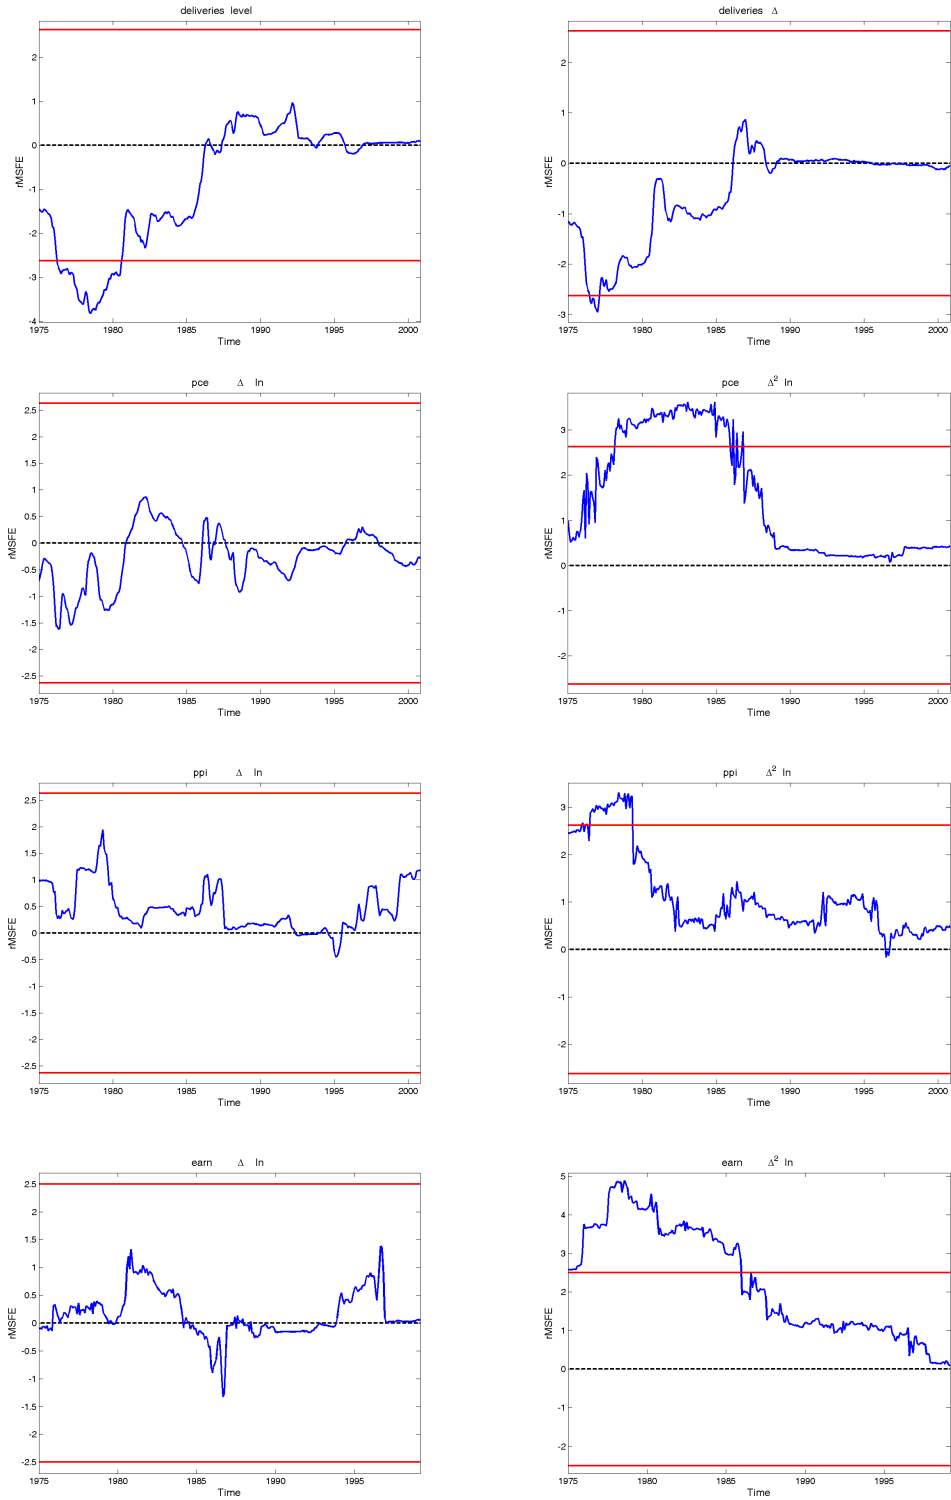 deliveries level
2
1
0
-1
-2
-3
-4
rMSFE
1975 1980 1985 1990 1995 2000
Time
deliveries Δ
2
1
0
-1
-2
-3
rMSFE
1975 1980 1985 1990 1995 2000
Time
pce Δ ln
2.5
2
1.5
1
0.5
0
-0.5
-1
-1.5
-2
-2.5
rMSFE
1975 1980 1985 1990 1995 2000
Time
pce Δ² ln
3
2
1
0
-1
-2
rMSFE
1975 1980 1985 1990 1995 2000
Time
ppi Δ ln
2.5
2
1.5
1
0.5
0
-0.5
-1
-1.5
-2
-2.5
rMSFE
1975 1980 1985 1990 1995 2000
Time
ppi Δ² ln
3
2
1
0
-1
-2
rMSFE
1975 1980 1985 1990 1995 2000
Time
earn Δ ln
2.5
2
1.5
1
0.5
0
-0.5
-1
-1.5
-2
-2.5
rMSFE
1975 1980 1985 1990 1995
Time
earn Δ² ln
5
4
3
2
1
0
-1
-2
rMSFE
1975 1980 1985 1990 1995
Time